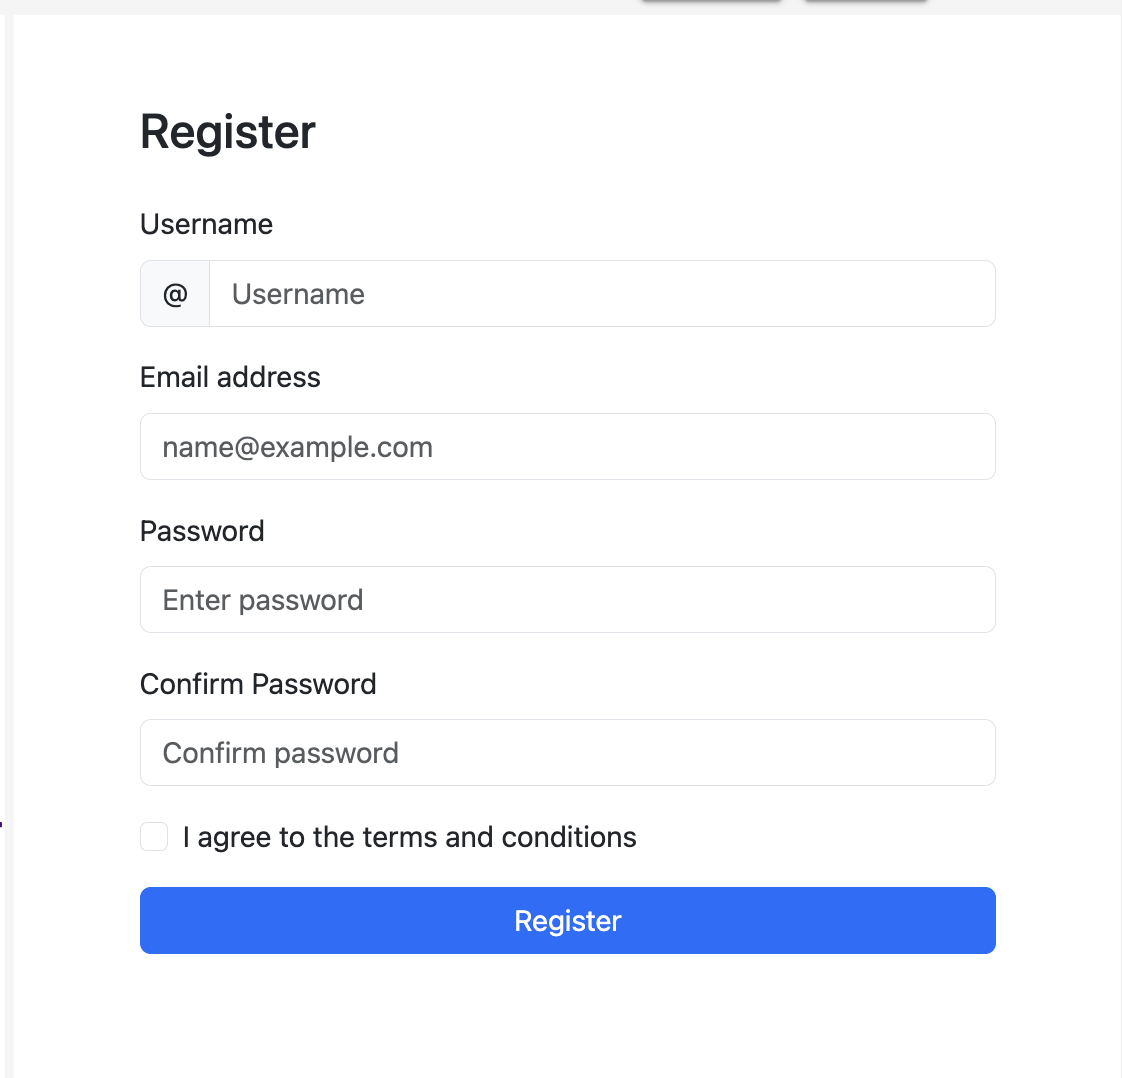 Register
Username
@ Username
Email address
name@example.com
Password
Enter password
Confirm Password
Confirm password
I agree to the terms and conditions
Register